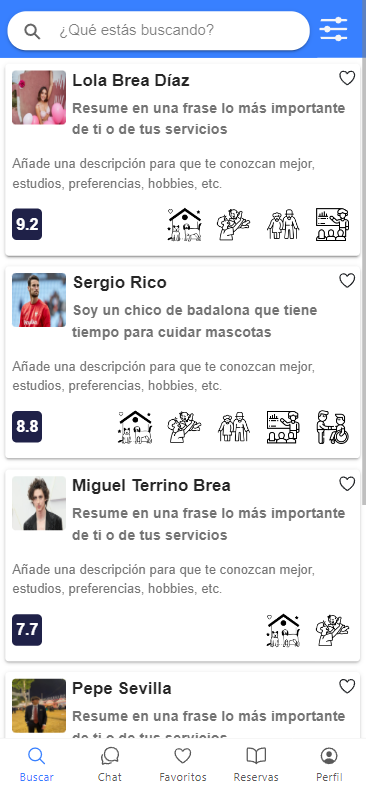 ¿Qué estás buscando?
Lola Brea Díaz
Resume en una frase lo más importante
de ti o de tus servicios
Añade una descripción para que te conozcan mejor,
estudios, preferencias, hobbies, etc.
9.2
Sergio Rico
Soy un chico de badalona que tiene
tiempo para cuidar mascotas
Añade una descripción para que te conozcan mejor,
estudios, preferencias, hobbies, etc.
8.8
Miguel Terrino Brea
Resume en una frase lo más importante
de ti o de tus servicios
Añade una descripción para que te conozcan mejor,
estudios, preferencias, hobbies, etc.
7.7
Pepe Sevilla
Resume en una frase lo más importante
de ti o de tus servicios
Buscar Chat Favoritos Reservas Perfil